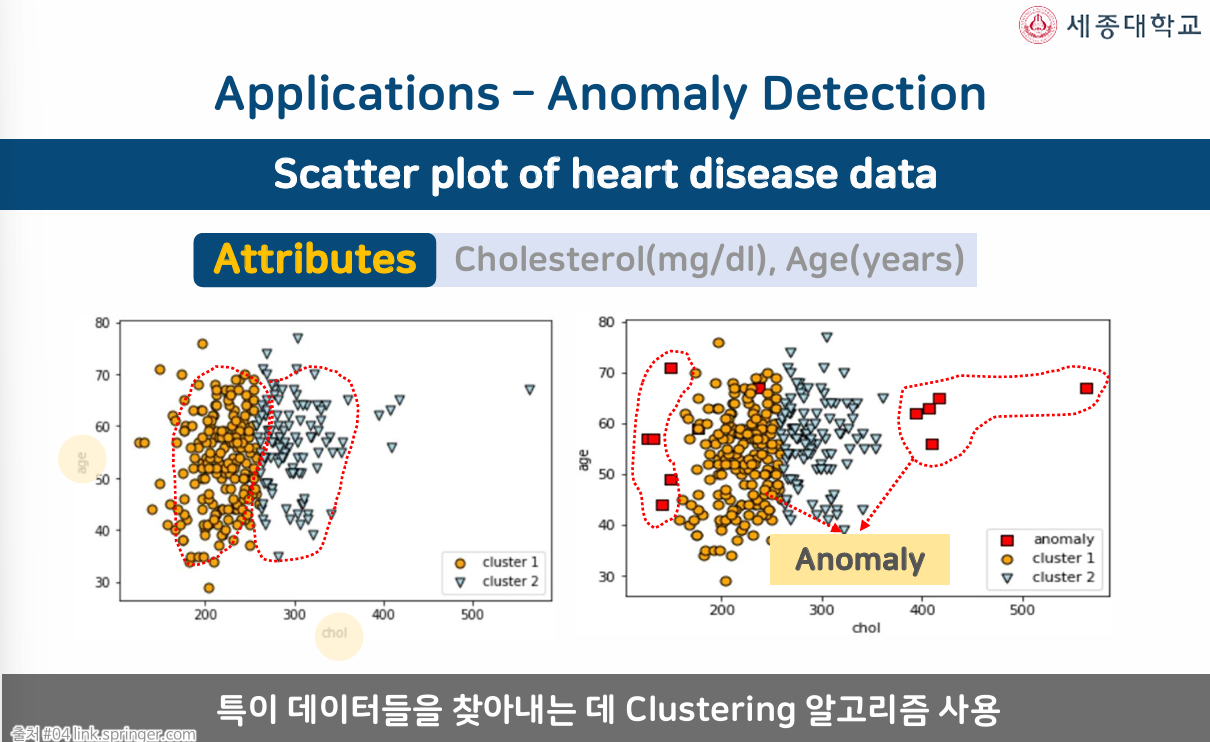 세종대학교
Applications – Anomaly Detection
Scatter plot of heart disease data
Attributes Cholesterol(mg/dl), Age(years)
80
70
60
50
40
30
age
200 300 400 500
chol
cluster 1
cluster 2
80
70
60
50
40
30
age
200 300 400 500
chol
anomaly
cluster 1
cluster 2
Anomaly
특이 데이터들을 찾아내는 데 Clustering 알고리즘 사용
출처 #04 link.springer.com